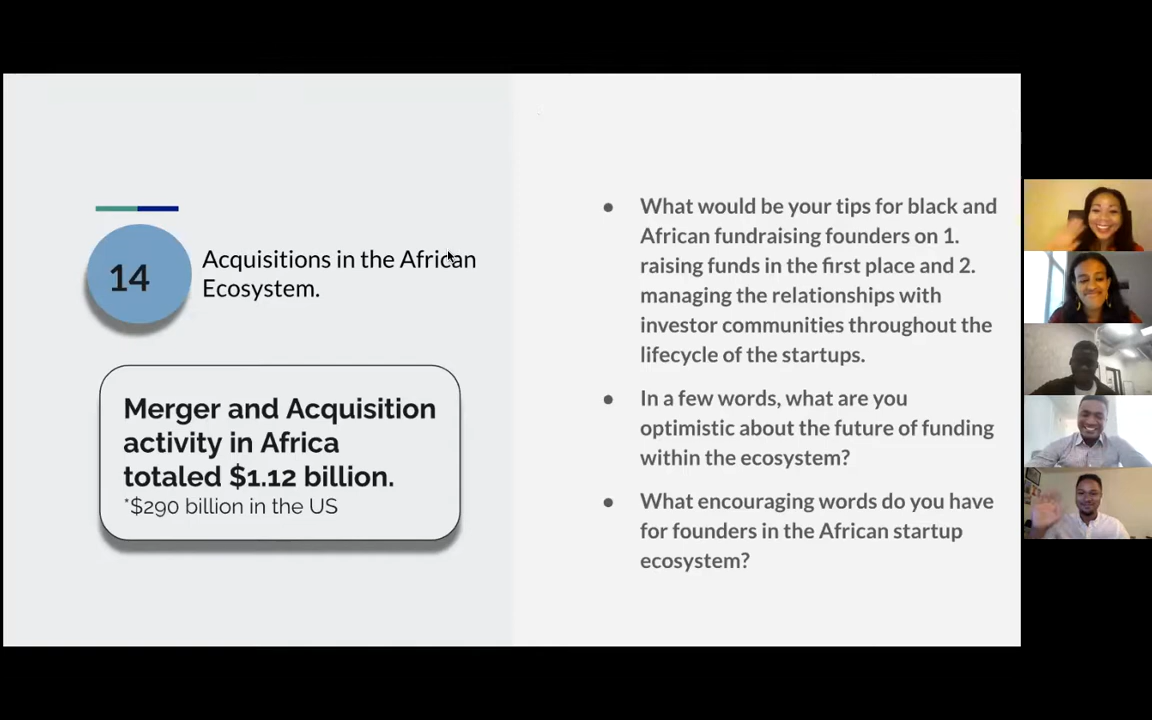 14
Acquisitions in the African
Ecosystem.
Merger and Acquisition
activity in Africa
totaled $1.12 billion.
*$290 billion in the US
● What would be your tips for black and
African fundraising founders on 1.
raising funds in the first place and 2.
managing the relationships with
investor communities throughout the
lifecycle of the startups.
● In a few words, what are you
optimistic about the future of funding
within the ecosystem?
● What encouraging words do you have
for founders in the African startup
ecosystem?